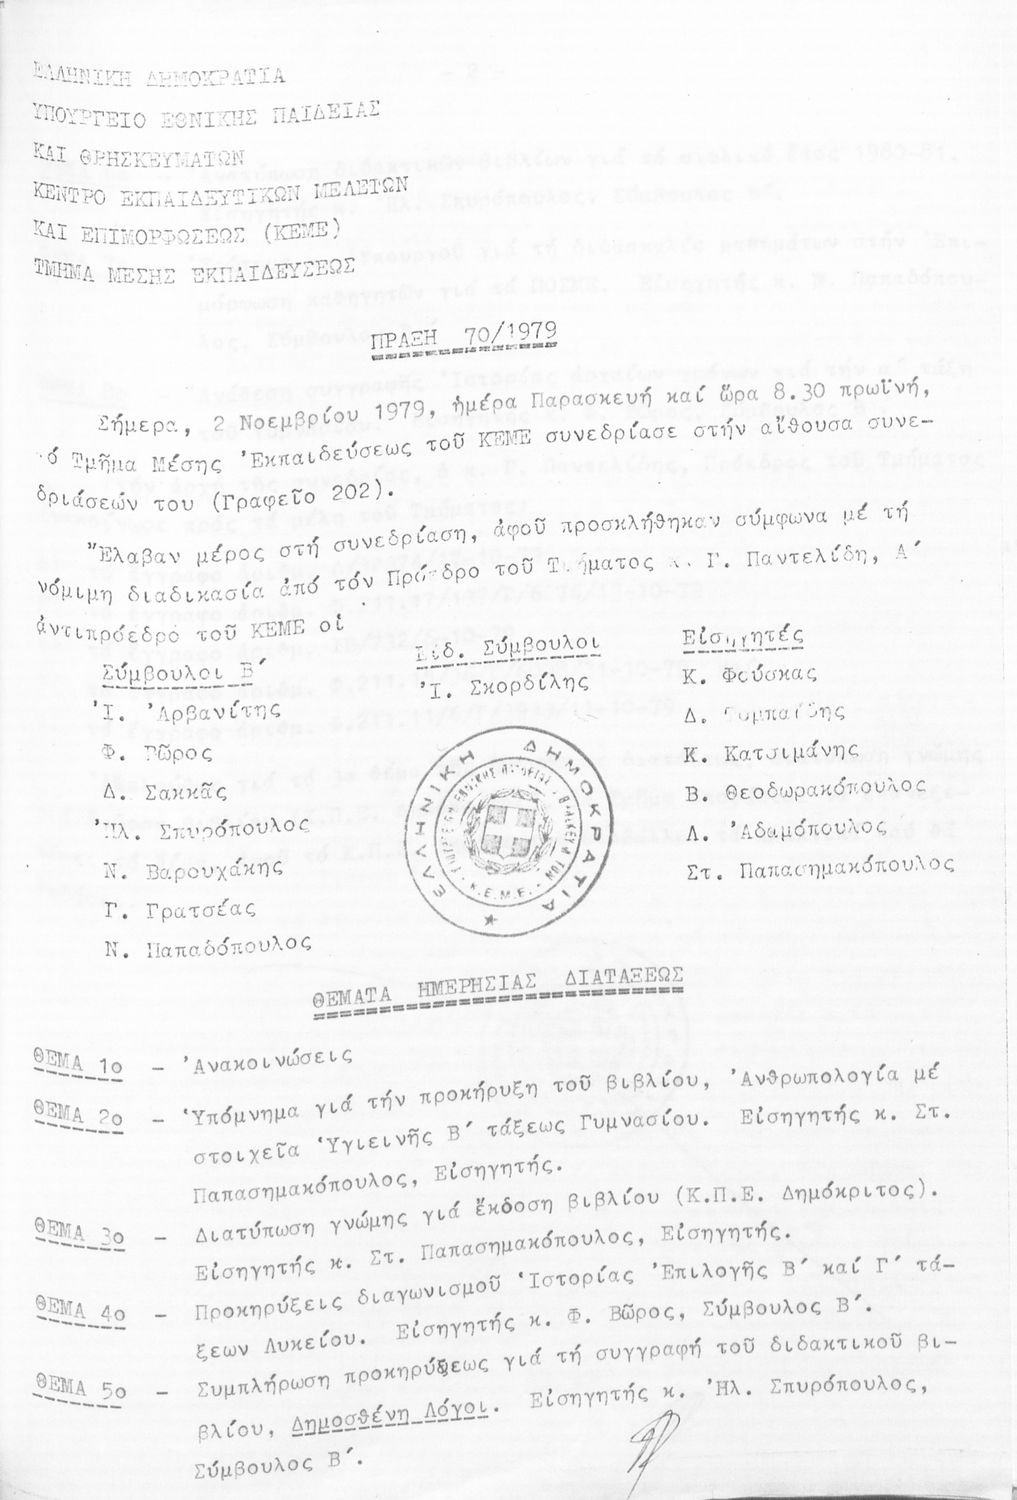 ΕΛΛΗΝΙΚΗ ΔΗΜΟΚΡΑΤΙΑ
ΥΠΟΥΡΓΕΙΟ ΕΘΝΙΚΗΣ ΠΑΙΔΕΙΑΣ
ΚΑΙ ΘΡΗΣΚΕΥΜΑΤΩΝ
ΚΕΝΤΡΟ ΕΚΠΑΙΔΕΥΤΙΚΩΝ ΜΕΛΕΤΩΝ
ΚΑΙ ΕΠΙΜΟΡΦΩΣΕΩΣ (ΚΕΜΕ)
ΤΜΗΜΑ ΜΕΣΗΣ ΕΚΠΑΙΔΕΥΣΕΩΣ
ΠΡΑΞΗ 70/1979
Σήμερα, 2 Νοεμβρίου 1979, ἡμέρα Παρασκευή καί ὥρα 8.30 πρωϊνή,
τό Τμῆμα Μέσης Ἐκπαιδεύσεως τοῦ ΚΕΜΕ συνεδρίασε στήν αἴθουσα συνε-
δριάσεών του (Γραφεῖο 202).
Ἔλαβαν μέρος στή συνεδρίαση, ἀφοῦ προσκλήθηκαν σύμφωνα μέ τή
νόμιμη διαδικασία ἀπό τόν Πρόεδρο τοῦ Τμήματος κ. Γ. Παντελίδη, Α΄
ἀντιπρόεδρο τοῦ ΚΕΜΕ οἱ
Σύμβουλοι Β΄
Ἰ. Ἀρβανίτης
Φ. Βῶρος
Δ. Σακκᾶς
Ἠλ. Σπυρόπουλος
Ν. Βαρουχάκης
Γ. Γρατσέας
Ν. Παπαδόπουλος
Εἰδ. Σύμβουλοι
Ἰ. Σκορδίλης
Εἰσηγητές
Κ. Φούσκας
Δ. Τομπαΐδης
Κ. Κατσιμάνης
Β. Θεοδωρακόπουλος
Λ. Ἀδαμόπουλος
Στ. Παπασημακόπουλος
ΕΛΛΗΝΙΚΗ ΔΗΜΟΚΡΑΤΙΑ
Κ.Ε.Μ.Ε.
ΘΕΜΑΤΑ ΗΜΕΡΗΣΙΑΣ ΔΙΑΤΑΞΕΩΣ
ΘΕΜΑ 1ο - Ἀνακοινώσεις
ΘΕΜΑ 2ο - Ὑπόμνημα γιά τήν προκήρυξη τοῦ βιβλίου, Ἀνθρωπολογία μέ
στοιχεῖα Ὑγιεινῆς Β΄ τάξεως Γυμνασίου. Εἰσηγητής κ. Στ.
Παπασημακόπουλος, Εἰσηγητής.
ΘΕΜΑ 3ο - Διατύπωση γνώμης γιά ἔκδοση βιβλίου (Κ.Π.Ε. Δημόκριτος).
Εἰσηγητής κ. Στ. Παπασημακόπουλος, Εἰσηγητής.
ΘΕΜΑ 4ο - Προκηρύξεις διαγωνισμοῦ Ἱστορίας Ἐπιλογῆς Β΄ καί Γ΄ τά-
ξεων Λυκείου. Εἰσηγητής κ. Φ. Βῶρος, Σύμβουλος Β΄.
ΘΕΜΑ 5ο - Συμπλήρωση προκηρύξεως γιά τή συγγραφή τοῦ διδακτικοῦ βι-
βλίου, Δημοσθένη Λόγοι. Εἰσηγητής κ. Ἠλ. Σπυρόπουλος,
Σύμβουλος Β΄.